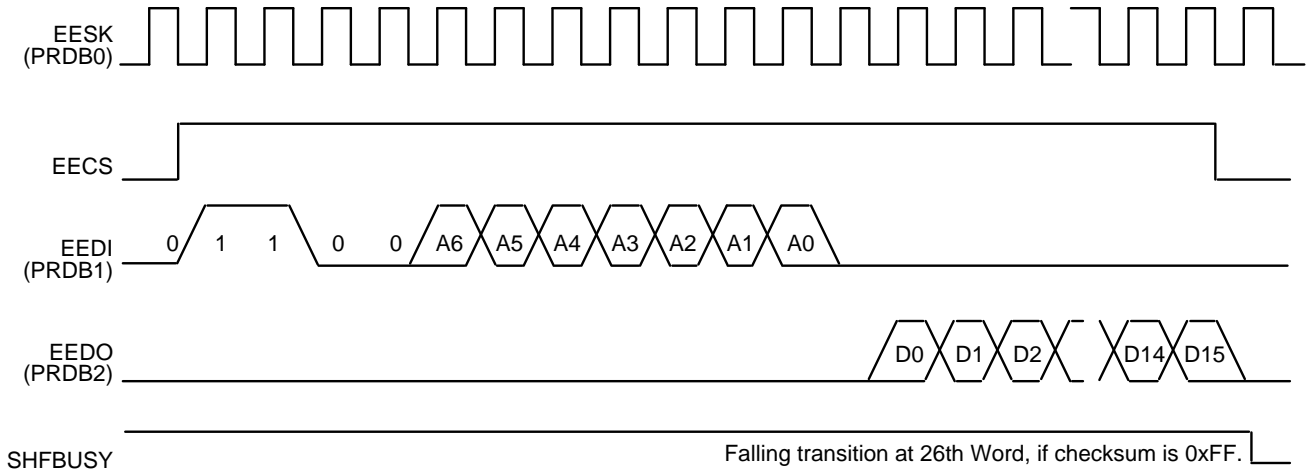 EESK
(PRDB0)
EECS
EEDI
(PRDB1)
0 1 1 0 0 A6 A5 A4 A3 A2 A1 A0
EEDO
(PRDB2)
D0 D1 D2 D14 D15
SHFBUSY
Falling transition at 26th Word, if checksum is 0xFF.